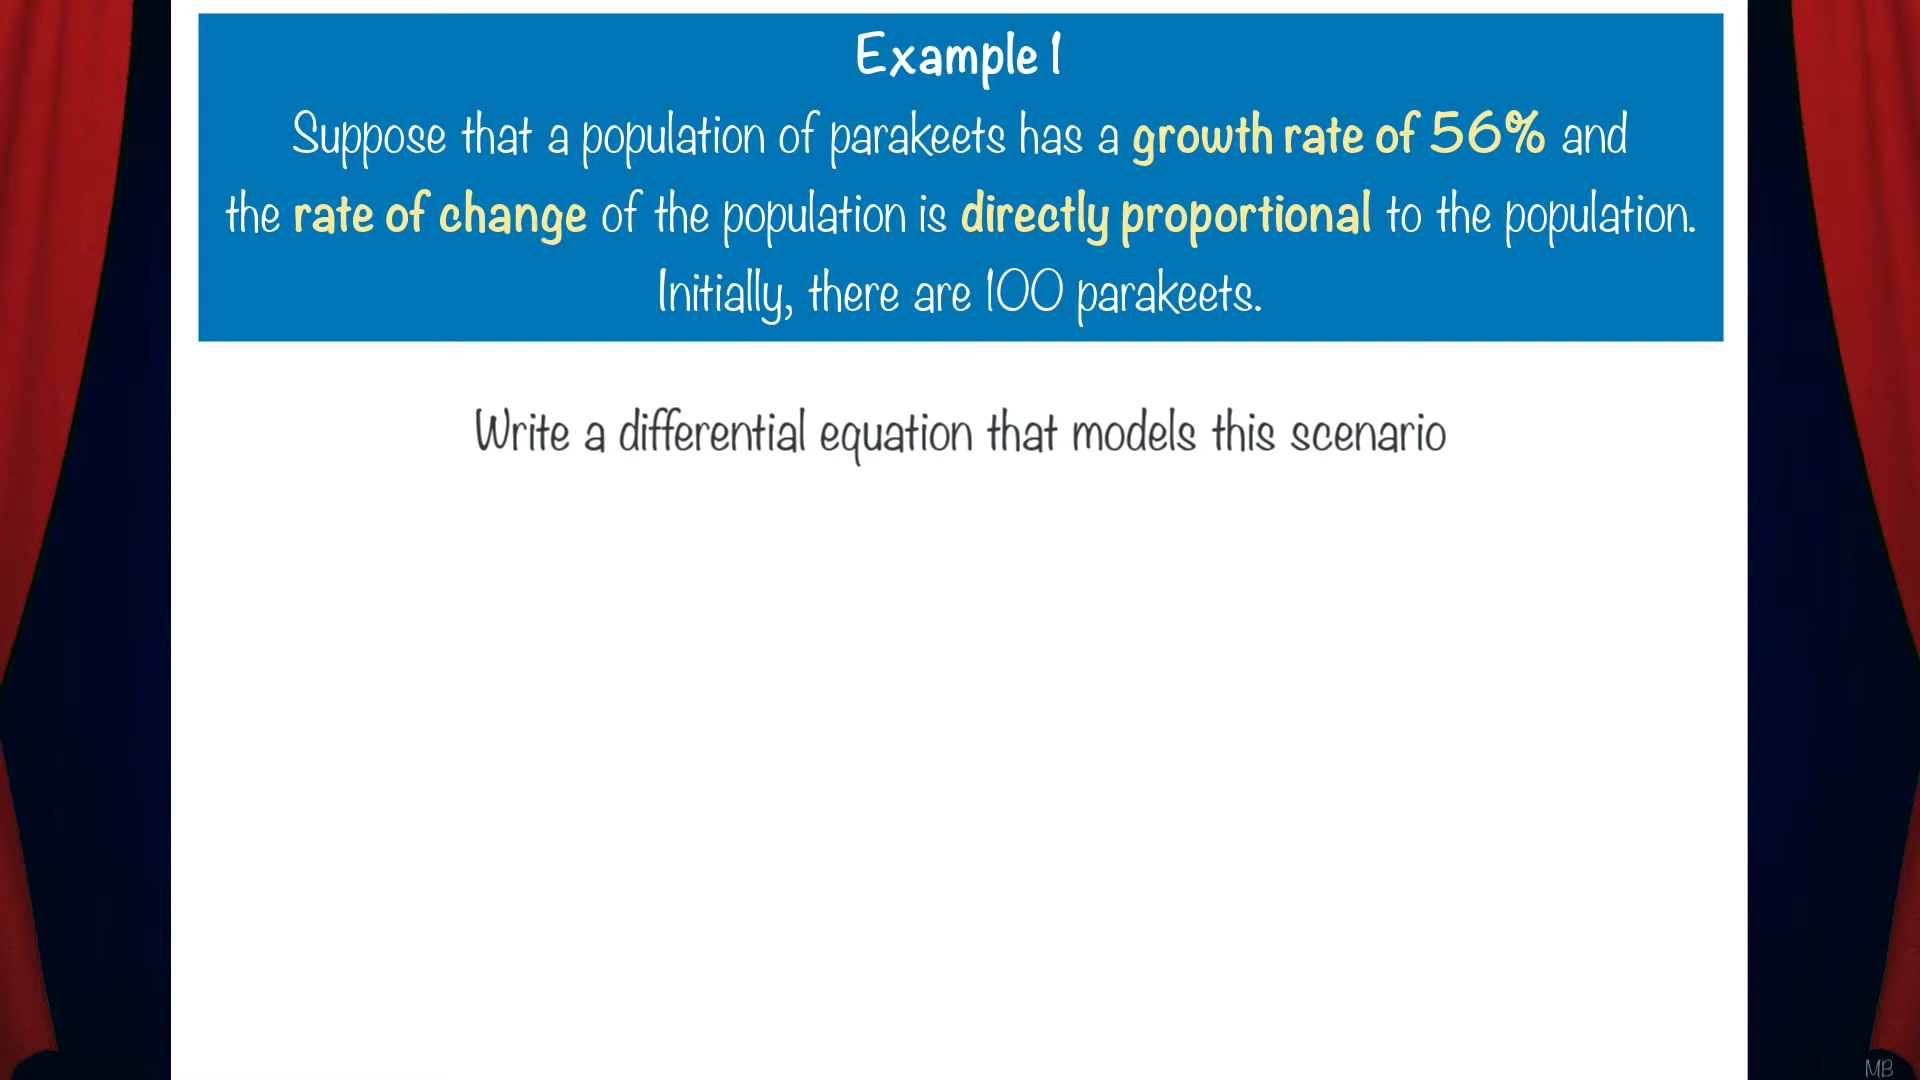 Example 1
Suppose that a population of parakeets has a growth rate of 56% and
the rate of change of the population is directly proportional to the population.
Initially, there are 100 parakeets.
Write a differential equation that models this scenario
MB